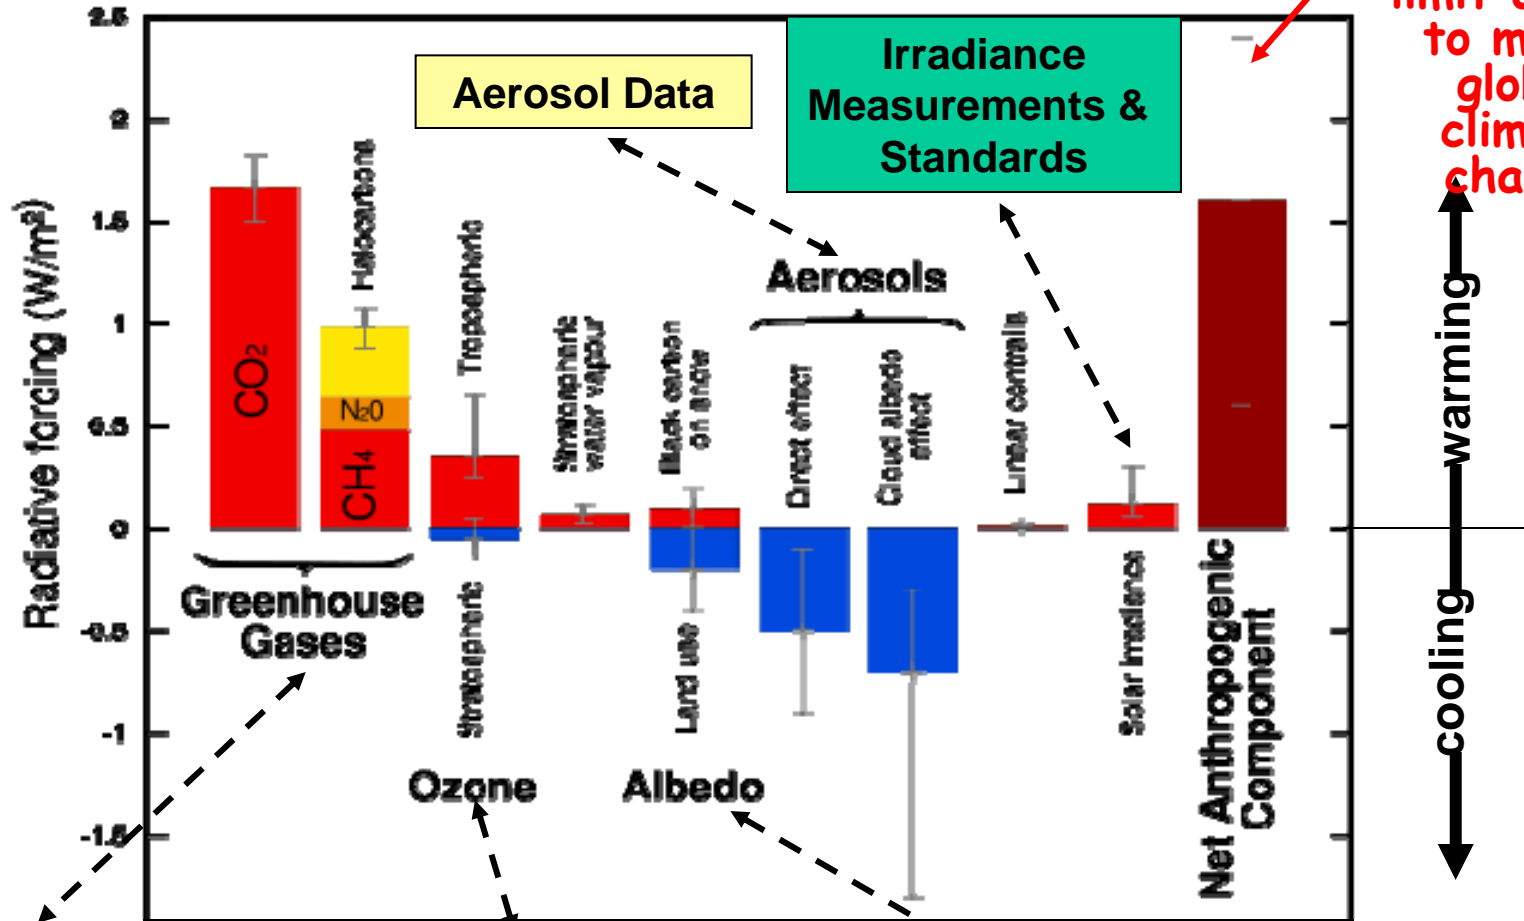 to m
glo
clim
cha
Aerosol Data
Irradiance
Measurements &
Standards
2.5
2
1.5
1
0.5
0
-0.5
-1
-1.5
Radiative forcing (W/m²)
CO₂
Halocarbons
N₂O
CH₄
Greenhouse
Gases
Tropospheric
Stratospheric
Ozone
Stratospheric
water vapour
Black carbon
on snow
Land use
Albedo
Aerosols
Direct effect
Cloud albedo
effect
Linear contrails
Solar irradiance
Net Anthropogenic
Component
warming
cooling